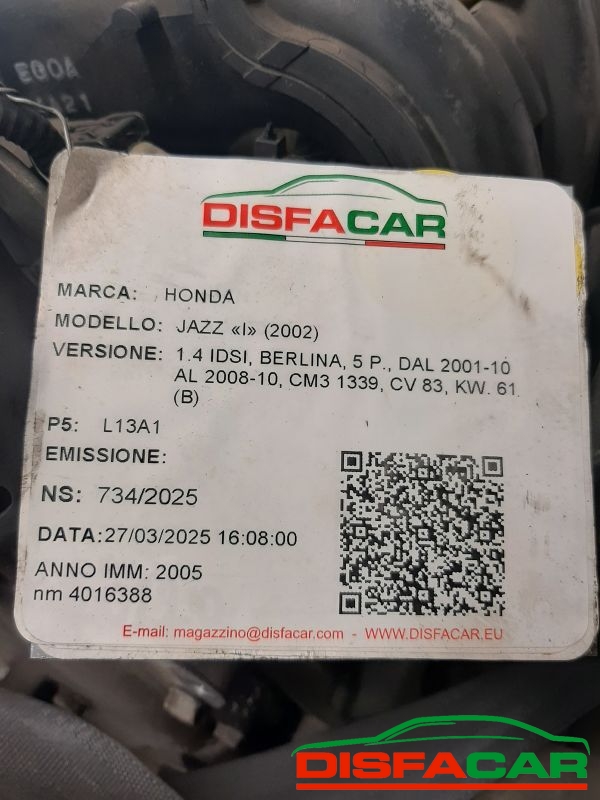 EGOA
DISFACAR
MARCA: HONDA
MODELLO: JAZZ «I» (2002)
VERSIONE: 1.4 IDSI, BERLINA, 5 P., DAL 2001-10
AL 2008-10, CM3 1339, CV 83, KW. 61
(B)
P5: L13A1
EMISSIONE:
NS: 734/2025
DATA:27/03/2025 16:08:00
ANNO IMM: 2005
nm 4016388
E-mail: magazzino@disfacar.com - WWW.DISFACAR.EU
DISFACAR